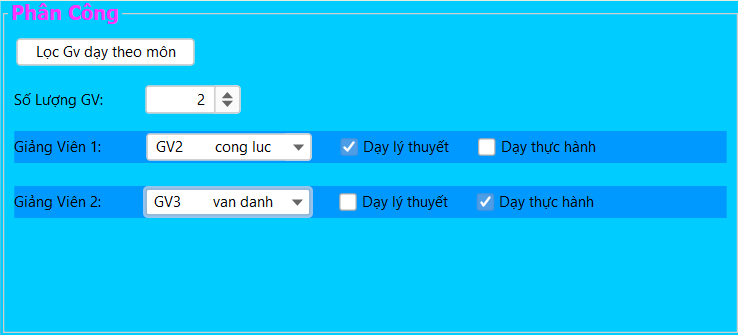 Phân Công
Lọc Gv dạy theo môn
Số Lượng GV: 2
Giảng Viên 1: GV2 cong luc Dạy lý thuyết Dạy thực hành
Giảng Viên 2: GV3 van danh Dạy lý thuyết Dạy thực hành